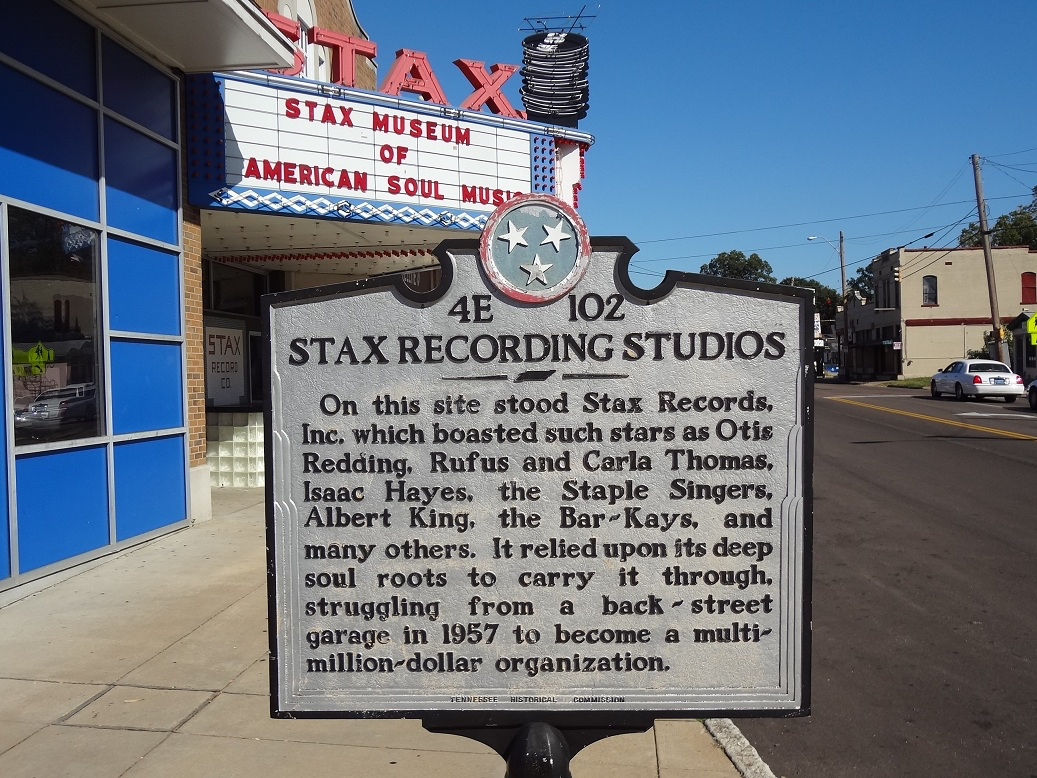 STAX
STAX MUSEUM
OF
AMERICAN SOUL MUSIC
STAX
RECORD
CO.
4E 102
STAX RECORDING STUDIOS
On this site stood Stax Records,
Inc. which boasted such stars as Otis
Redding, Rufus and Carla Thomas,
Isaac Hayes, the Staple Singers,
Albert King, the Bar-Kays, and
many others. It relied upon its deep
soul roots to carry it through,
struggling from a back-street
garage in 1957 to become a multi-
million-dollar organization.
TENNESSEE HISTORICAL COMMISSION